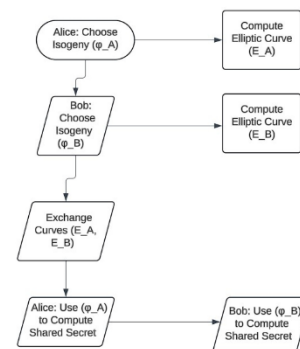 Alice: Choose
Isogeny (φ_A)
Compute
Elliptic Curve
(E_A)
Bob:
Choose
Isogeny
(φ_B)
Compute
Elliptic Curve
(E_B)
Exchange
Curves (E_A,
E_B)
Alice: Use (φ_A)
to Compute
Shared Secret
Bob: Use (φ_B)
to Compute
Shared Secret